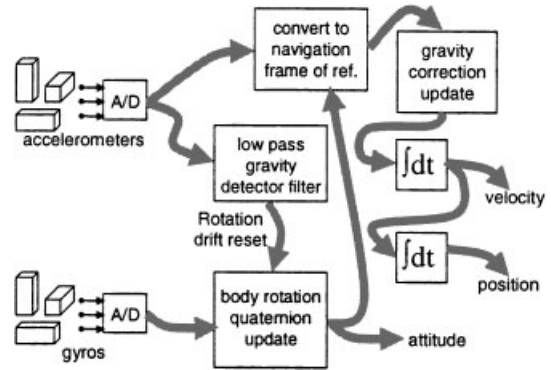 convert to
navigation
frame of ref.
gravity
correction
update
A/D
accelerometers
low pass
gravity
detector filter
∫dt
velocity
Rotation
drift reset
∫dt
position
A/D
gyros
body rotation
quaternion
update
attitude